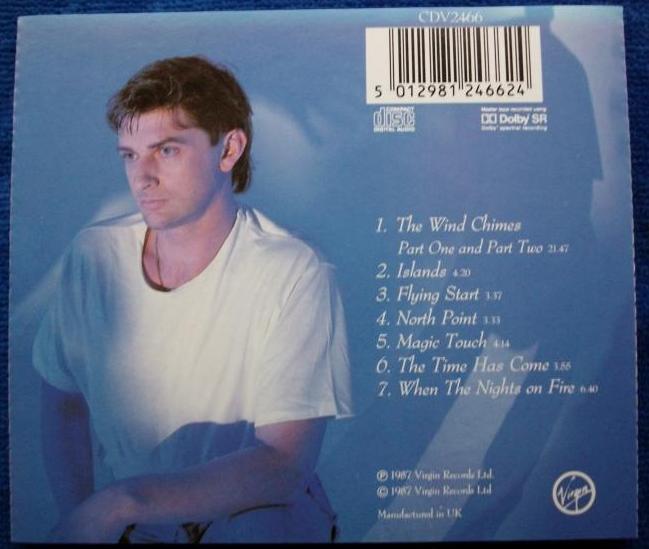 CDV2466
5 012981 246624
COMPACT
disc
DIGITAL AUDIO
Master tape recorded using
Dolby SR
Dolby spectral recording
1. The Wind Chimes
Part One and Part Two 21.47
2. Islands 4.20
3. Flying Start 3.37
4. North Point 3.33
5. Magic Touch 4.14
6. The Time Has Come 3.55
7. When The Nights on Fire 6.40
℗ 1987 Virgin Records Ltd.
© 1987 Virgin Records Ltd
Manufactured in UK
Virgin